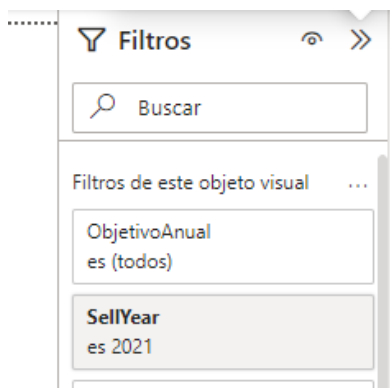 Filtros
Buscar
Filtros de este objeto visual
ObjetivoAnual
es (todos)
SellYear
es 2021